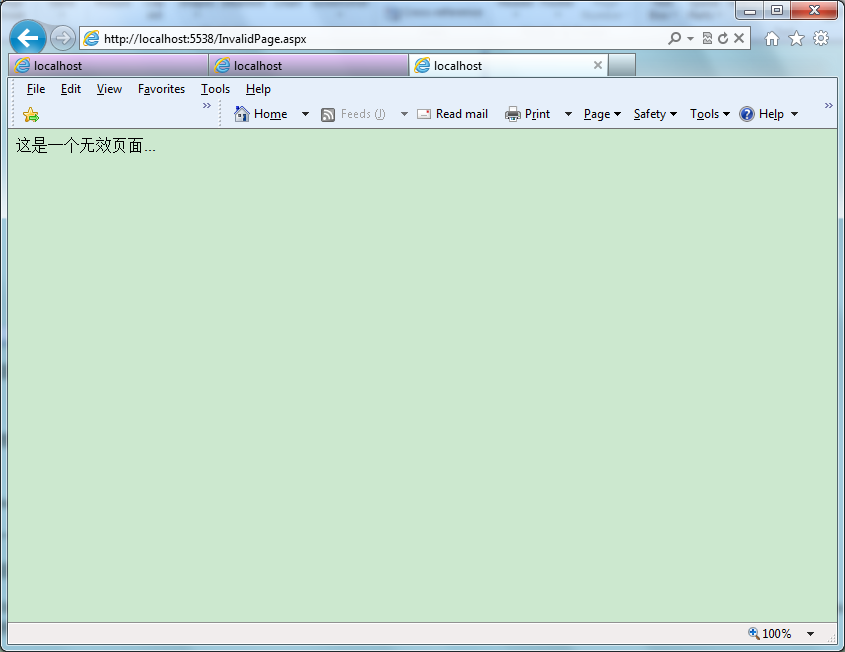 http://localhost:5538/InvalidPage.aspx
localhost
localhost
localhost
File Edit View Favorites Tools Help
Home Feeds (J) Read mail Print Page Safety Tools Help
这是一个无效页面...
100%